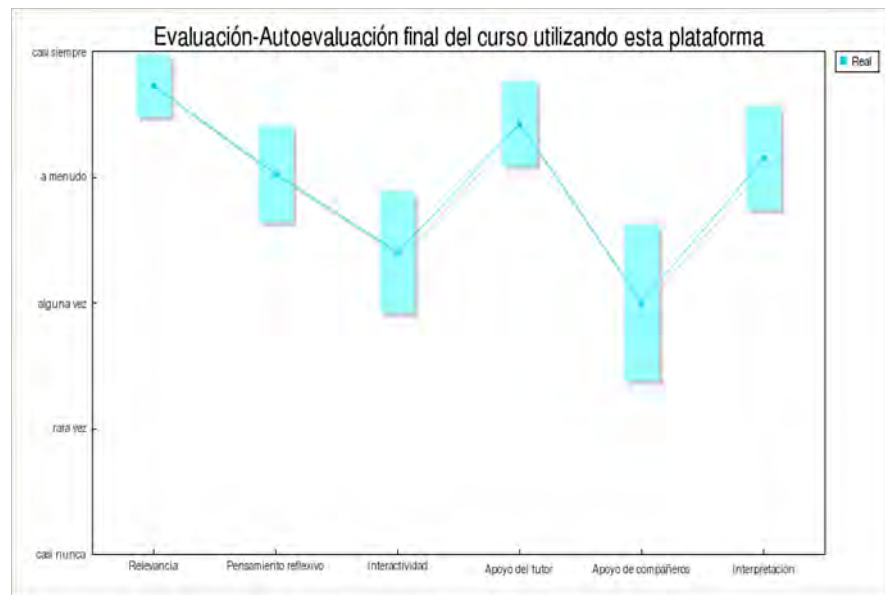 Evaluación-Autoevaluación final del curso utilizando esta plataforma
casi siempre
Real
a menudo
alguna vez
rara vez
casi nunca
Relevancia
Pensamiento reflexivo
Interactividad
Apoyo del tutor
Apoyo de compañeros
Interpretación